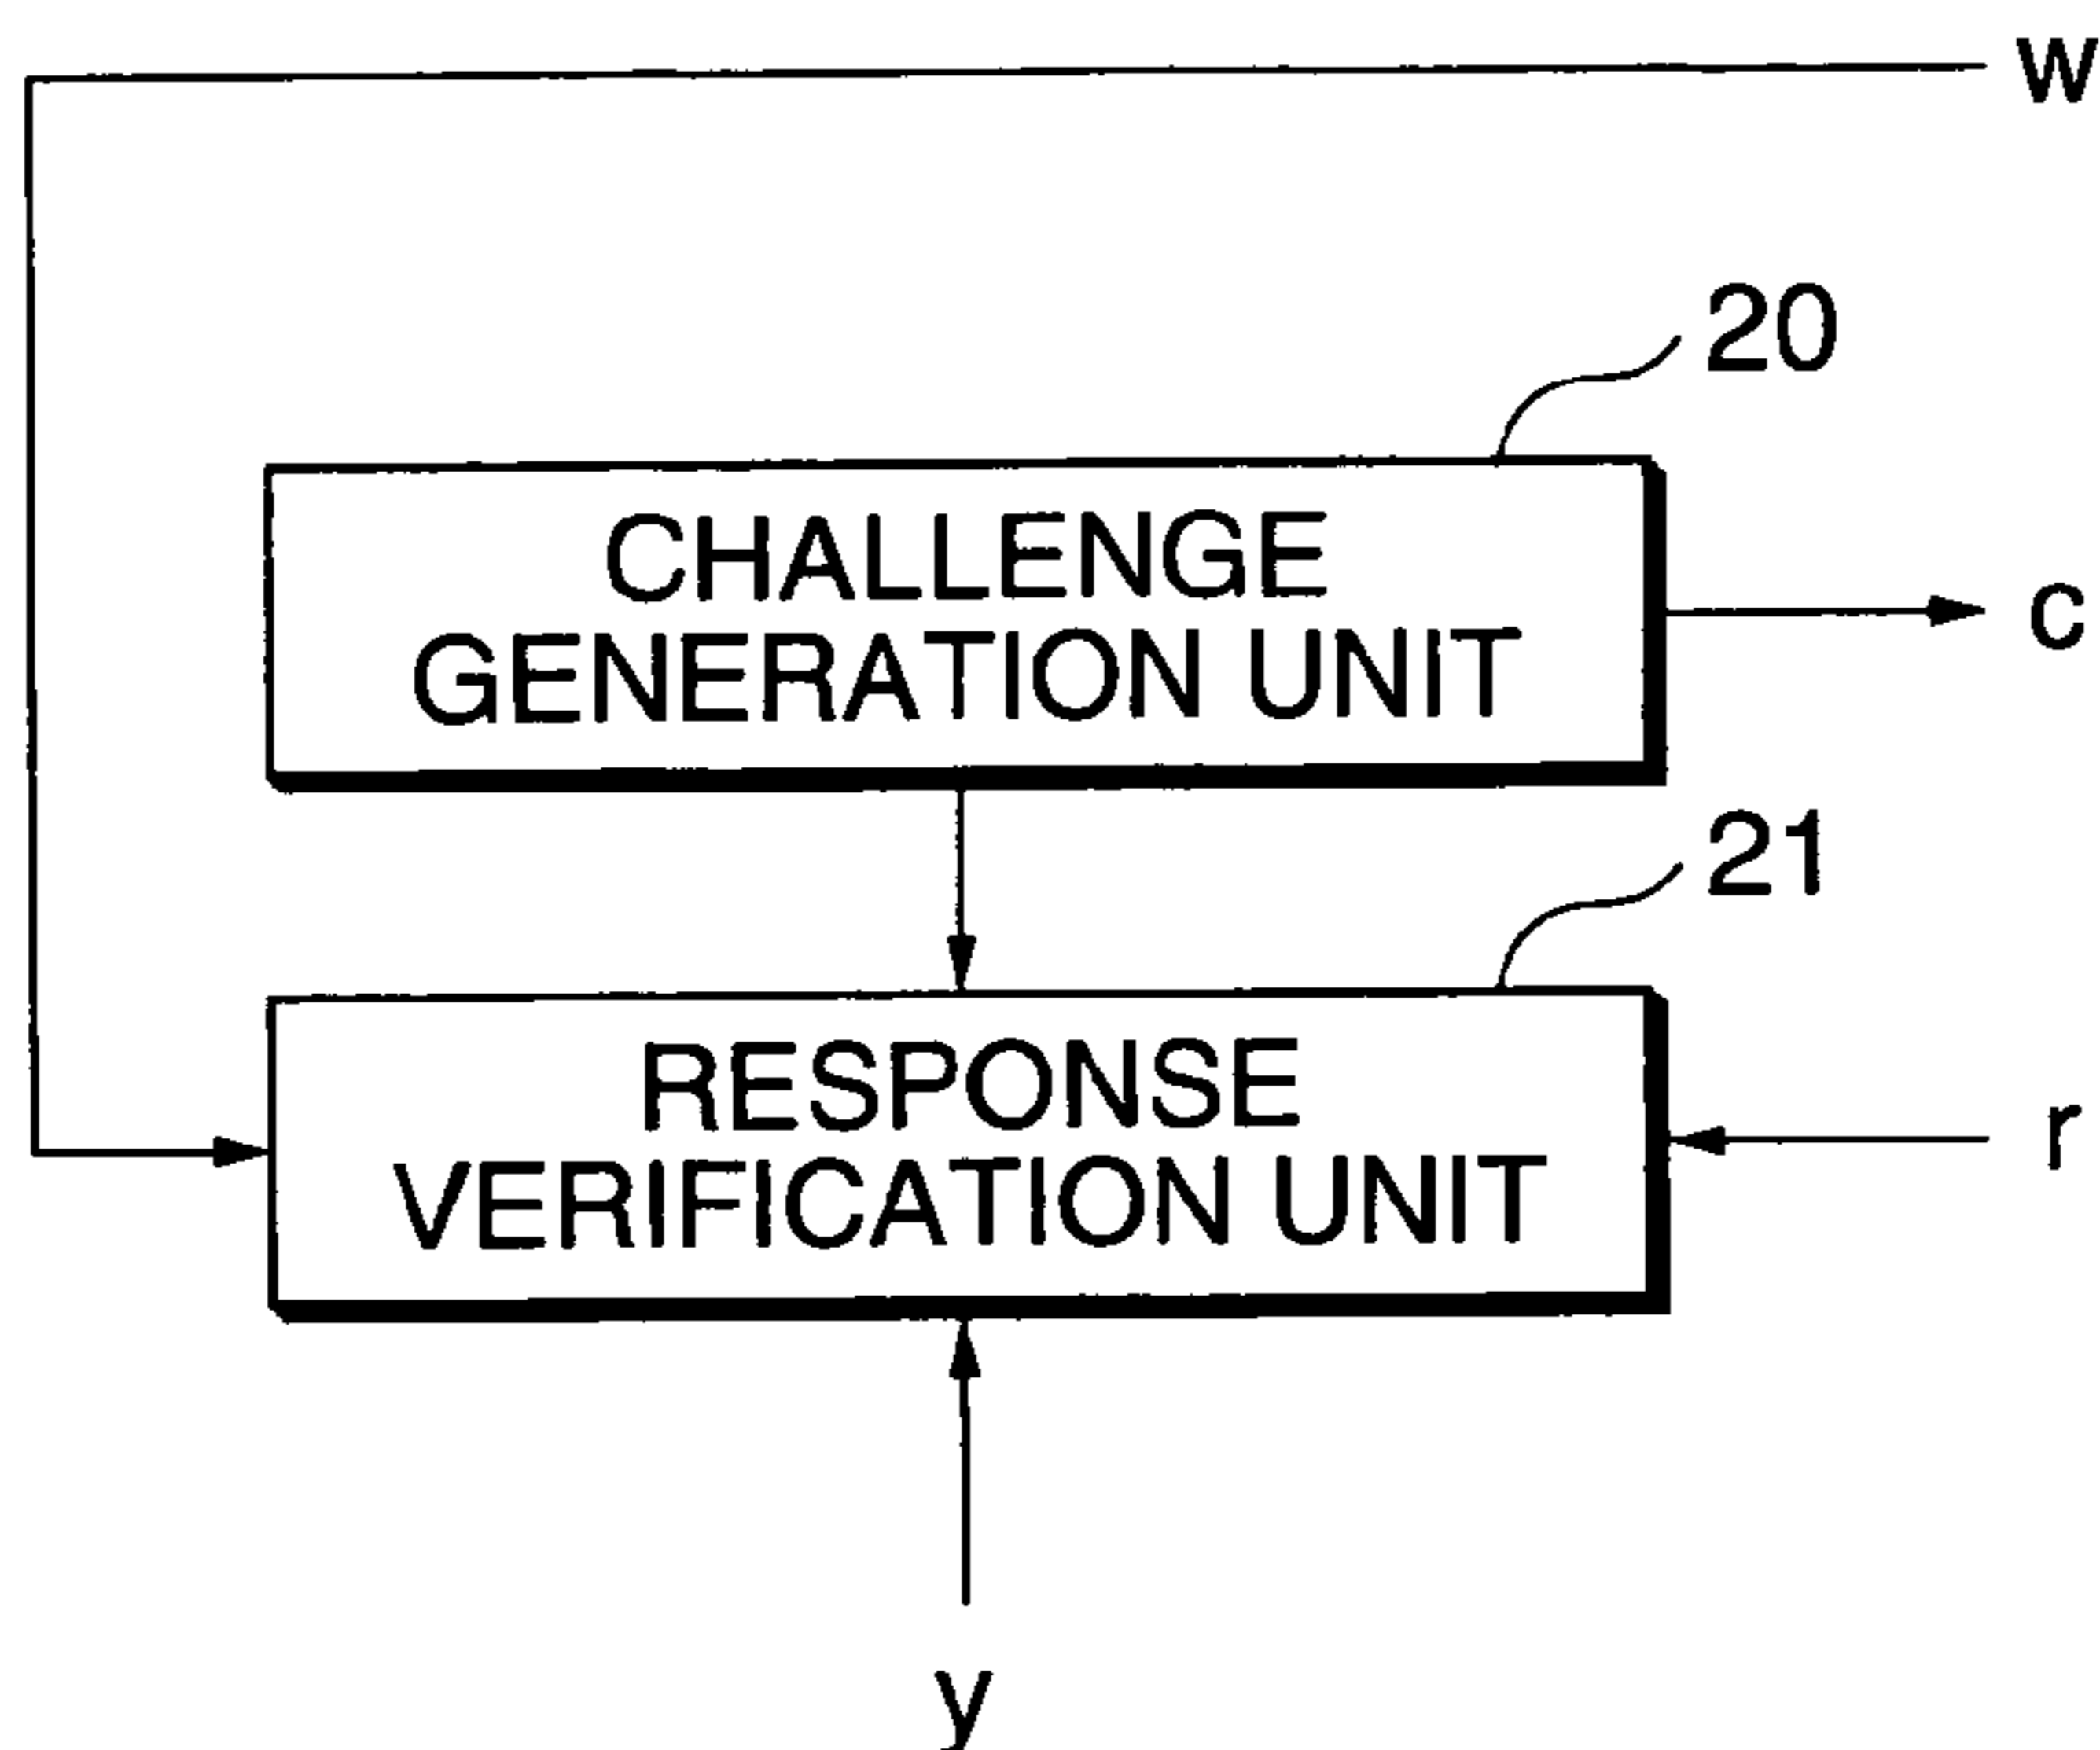 w
20
CHALLENGE
GENERATION UNIT
c
21
RESPONSE
VERIFICATION UNIT
r
y